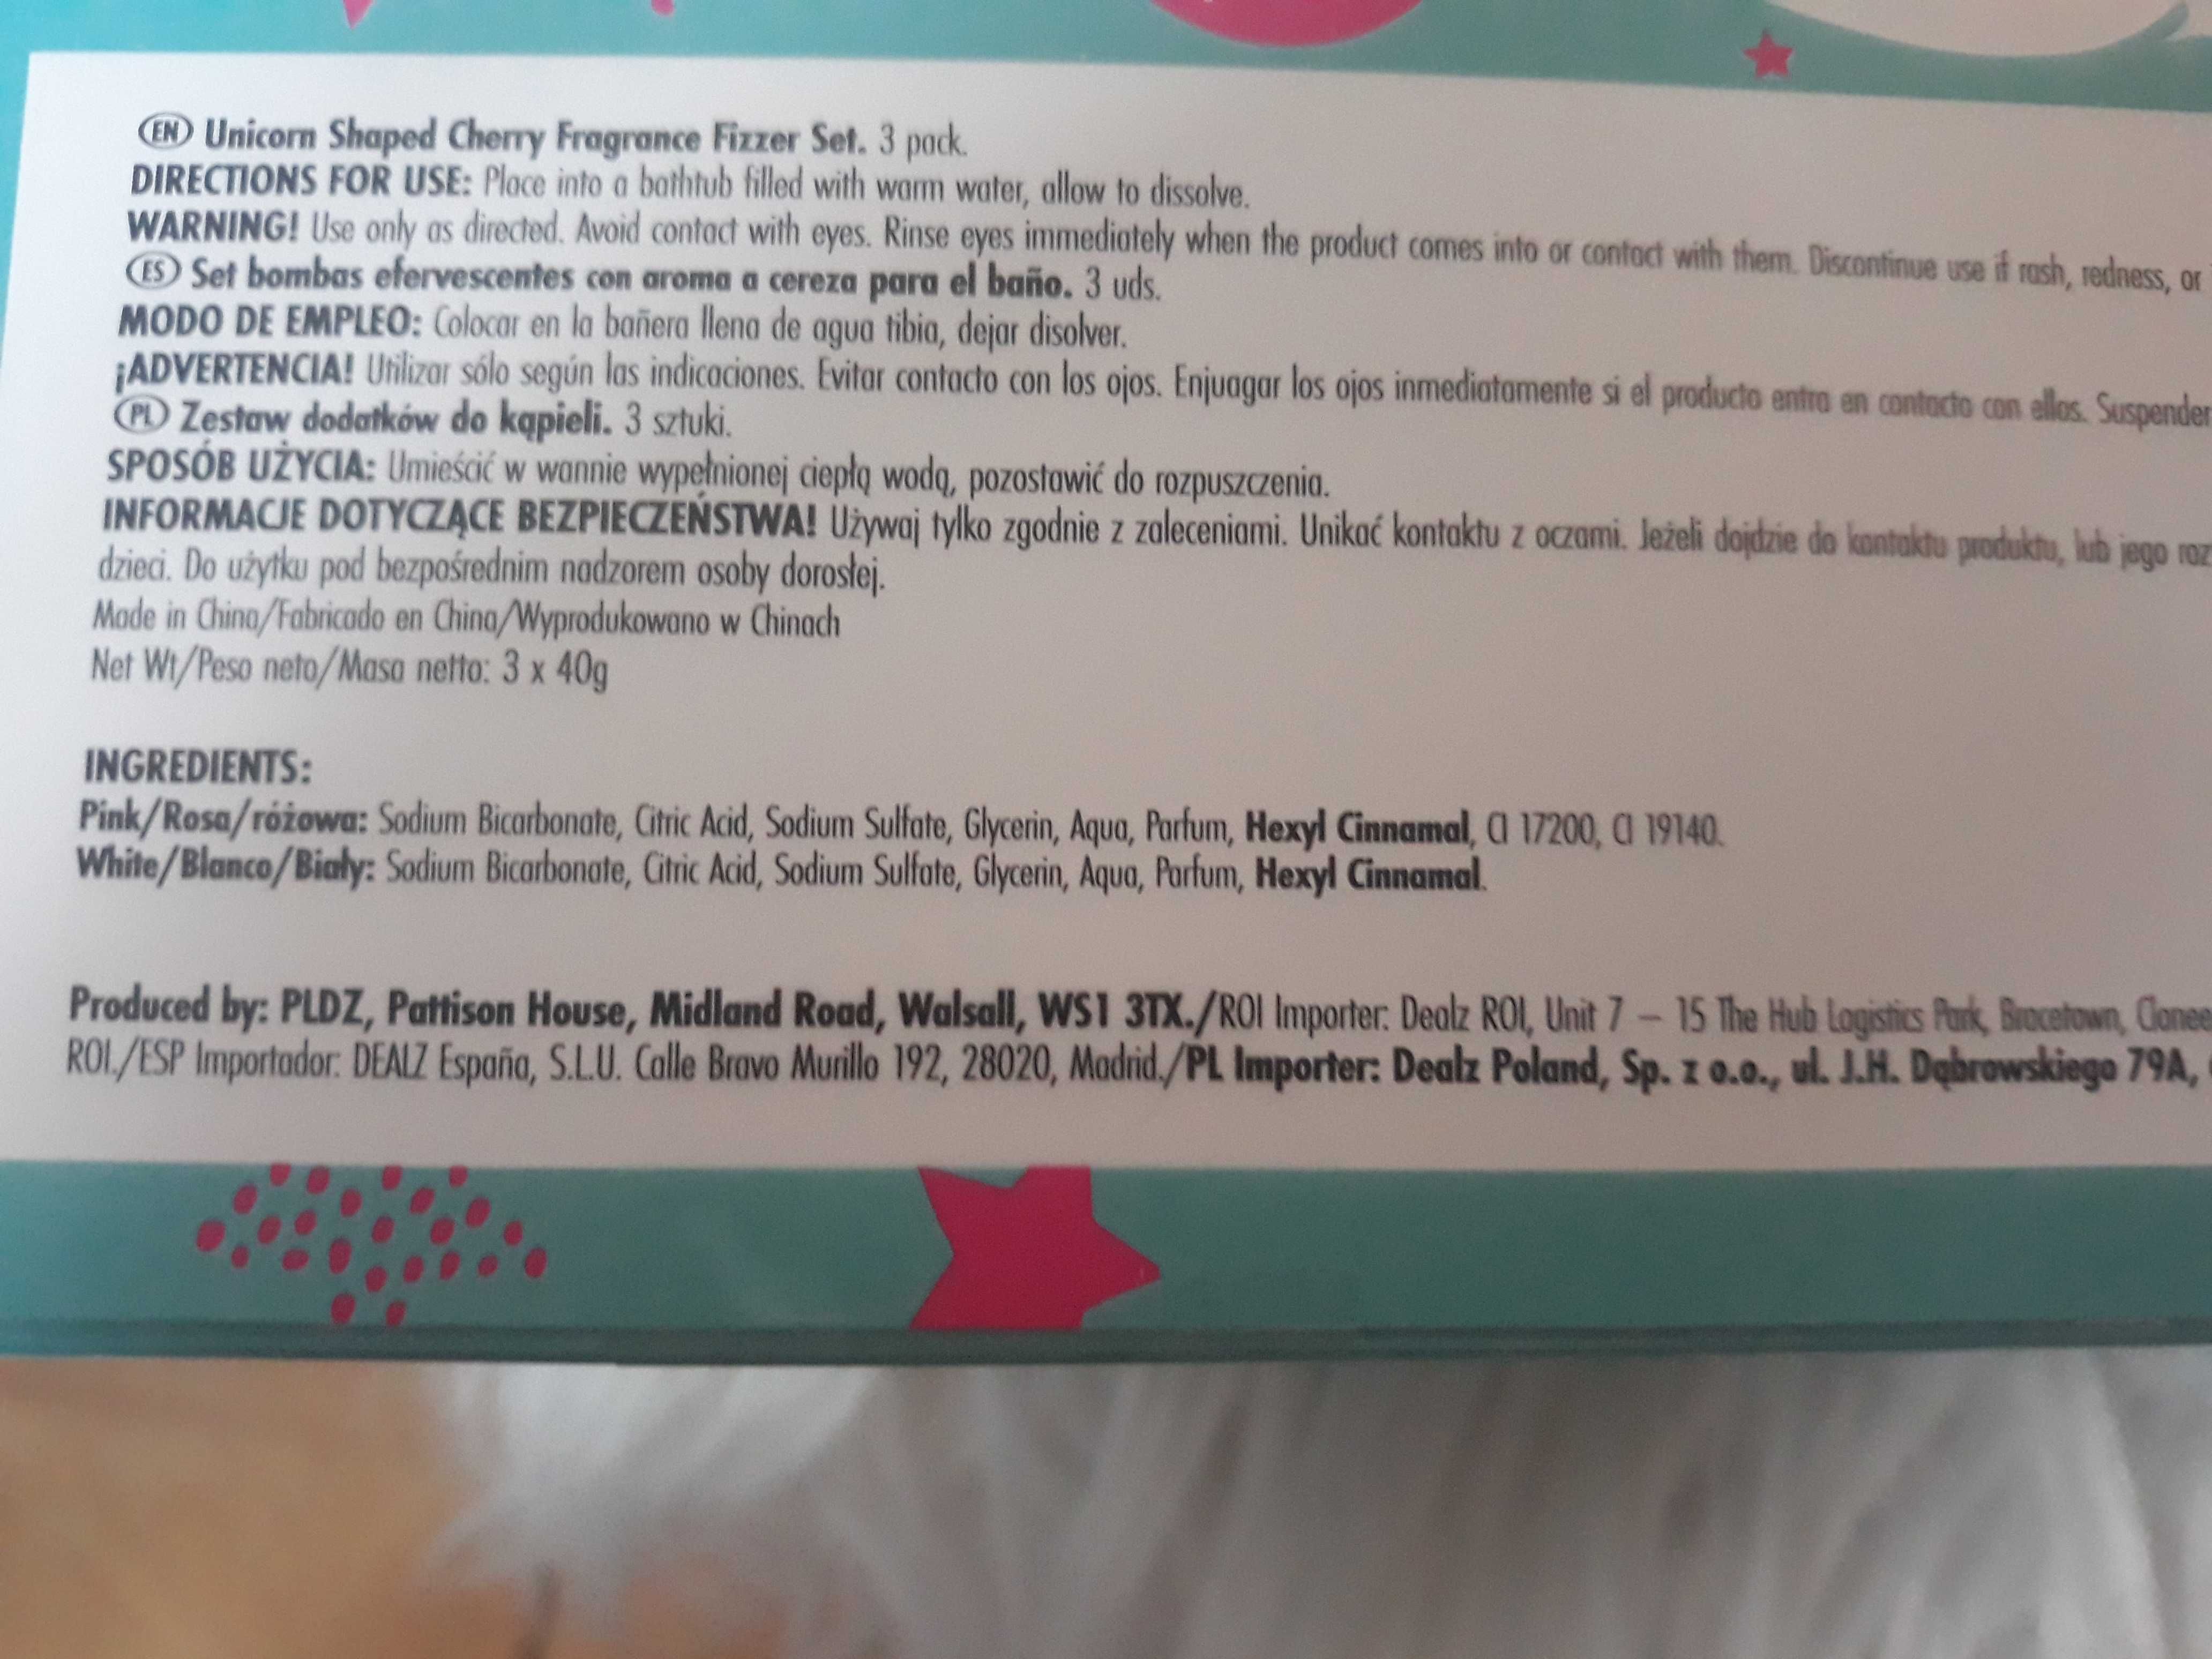 EN Unicorn Shaped Cherry Fragrance Fizzer Set. 3 pack.
DIRECTIONS FOR USE: Place into a bathtub filled with warm water, allow to dissolve.
WARNING! Use only as directed. Avoid contact with eyes. Rinse eyes immediately when the product comes into or contact with them. Discontinue use if rash, redness, or
ES Set bombas efervescentes con aroma a cereza para el baño. 3 uds.
MODO DE EMPLEO: Colocar en la bañera llena de agua tibia, dejar disolver.
¡ADVERTENCIA! Utilizar sólo según las indicaciones. Evitar contacto con los ojos. Enjuagar los ojos inmediatamente si el producto entra en contacto con ellos. Suspender
PL Zestaw dodatków do kąpieli. 3 sztuki.
SPOSÓB UŻYCIA: Umieścić w wannie wypełnionej ciepłą wodą, pozostawić do rozpuszczenia.
INFORMACJE DOTYCZĄCE BEZPIECZEŃSTWA! Używaj tylko zgodnie z zaleceniami. Unikać kontaktu z oczami. Jeżeli dojdzie do kontaktu produktu, lub jego
dzieci. Do użytku pod bezpośrednim nadzorem osoby dorosłej.
Made in China/Fabricado en China/Wyprodukowano w Chinach
Net Wt/Peso neto/Masa netto: 3 x 40g
INGREDIENTS:
Pink/Rosa/różowa: Sodium Bicarbonate, Citric Acid, Sodium Sulfate, Glycerin, Aqua, Parfum, Hexyl Cinnamal, CI 17200, CI 19140.
White/Blanco/Biały: Sodium Bicarbonate, Citric Acid, Sodium Sulfate, Glycerin, Aqua, Parfum, Hexyl Cinnamal.
Produced by: PLDZ, Pattison House, Midland Road, Walsall, WS1 3TX./ROI Importer: Dealz ROI, Unit 7 – 15 The Hub Logistics Park, Bracetown,
ROI./ESP Importador: DEALZ España, S.L.U. Calle Bravo Murillo 192, 28020, Madrid./PL Importer: Dealz Poland, Sp. z o.o., ul. J.H. Dąbrowskiego 79A,